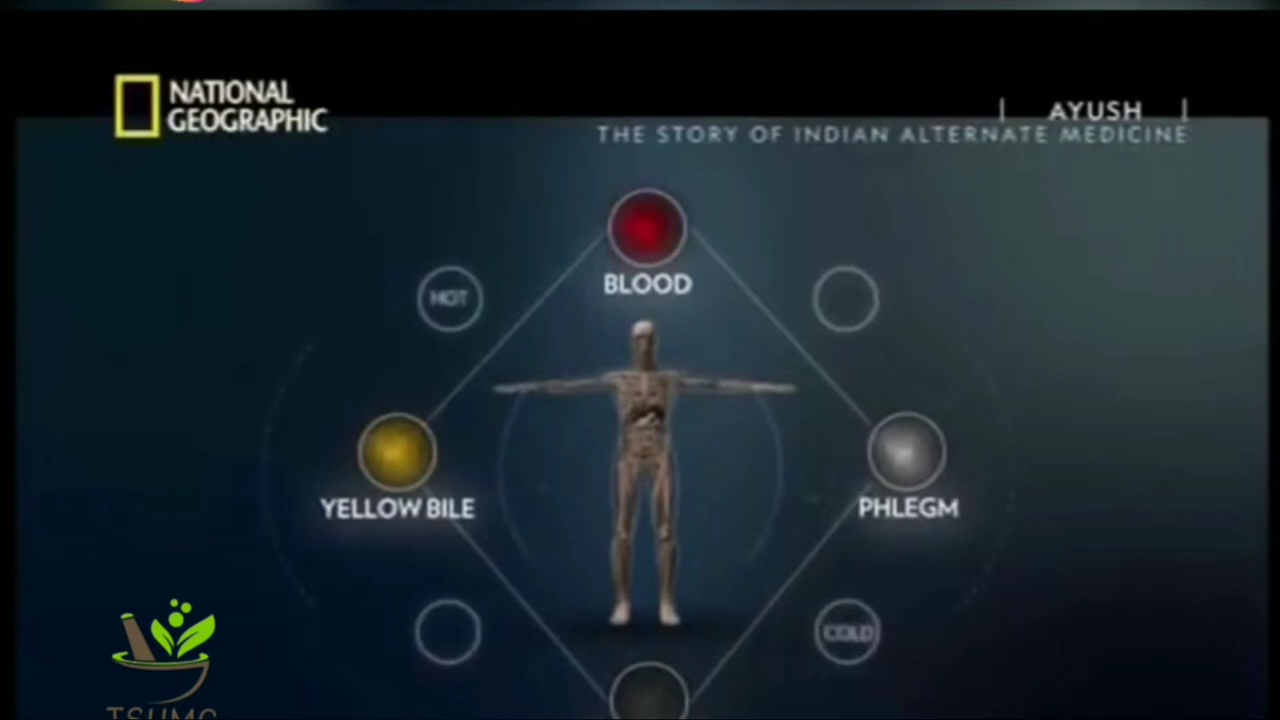 NATIONAL
GEOGRAPHIC
AYUSH
THE STORY OF INDIAN ALTERNATE MEDICINE
BLOOD
HOT
YELLOW BILE
PHLEGM
COLD